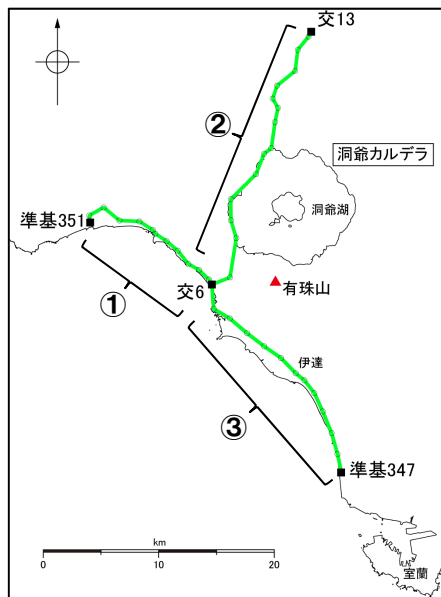 交13
②
洞爺カルデラ
洞爺湖
準基351
交6
有珠山
①
伊達
③
準基347
km
0 10 20
室蘭